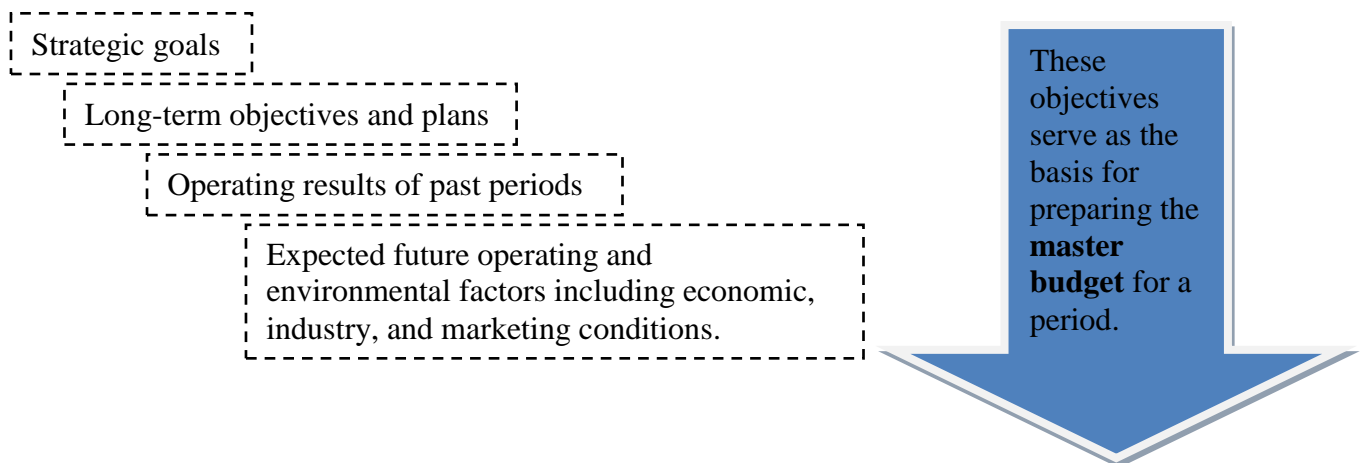 Strategic goals
Long-term objectives and plans
Operating results of past periods
Expected future operating and
environmental factors including economic,
industry, and marketing conditions.
These
objectives
serve as the
basis for
preparing the
master
budget for a
period.